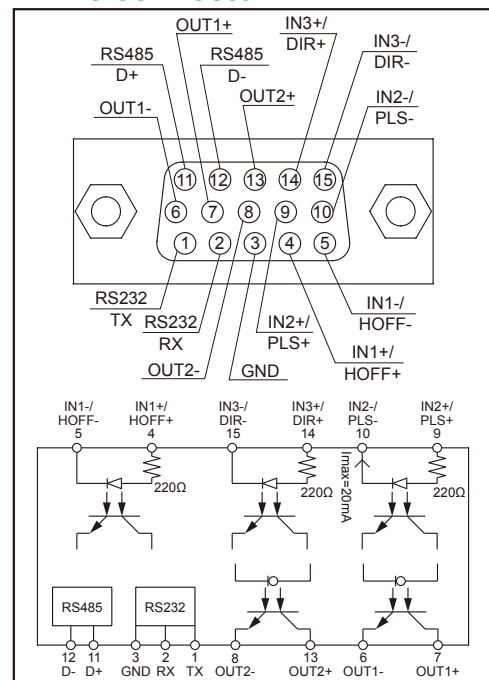 OUT1+
IN3+/
DIR+
RS485
D+
RS485
D-
IN3-/
DIR-
OUT1-
OUT2+
IN2-/
PLS-
11 12 13 14 15
6 7 8 9 10
1 2 3 4 5
RS232
TX
RS232
RX
OUT2-
GND
IN2+/
PLS+
IN1+/
HOFF+
IN1-/
HOFF-
IN1-/
HOFF-
5
IN1+/
HOFF+
4
IN3-/
DIR-
15
IN3+/
DIR+
14
IN2-/
PLS-
10
IN2+/
PLS+
9
220Ω
220Ω
Imax=20mA
220Ω
RS485
RS232
12 11 3 2 1 8 13 6 7
D- D+ GND RX TX OUT2- OUT2+ OUT1- OUT1+